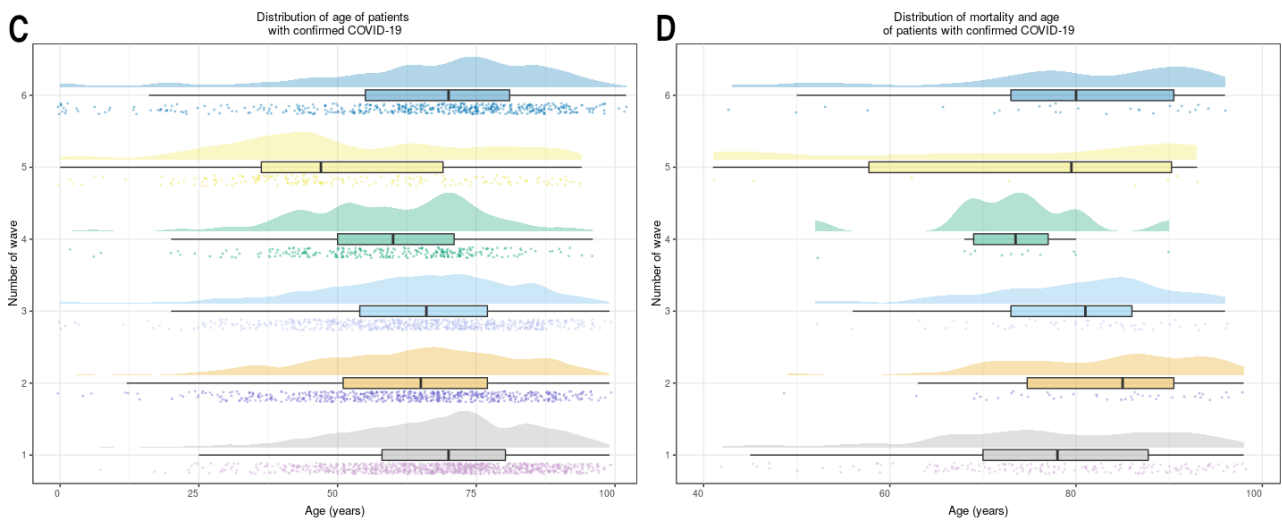 C
Distribution of age of patients
with confirmed COVID-19
Number of wave
6
5
4
3
2
1
0
25
50
75
100
Age (years)
D
Distribution of mortality and age
of patients with confirmed COVID-19
Number of wave
6
5
4
3
2
1
40
60
80
100
Age (years)